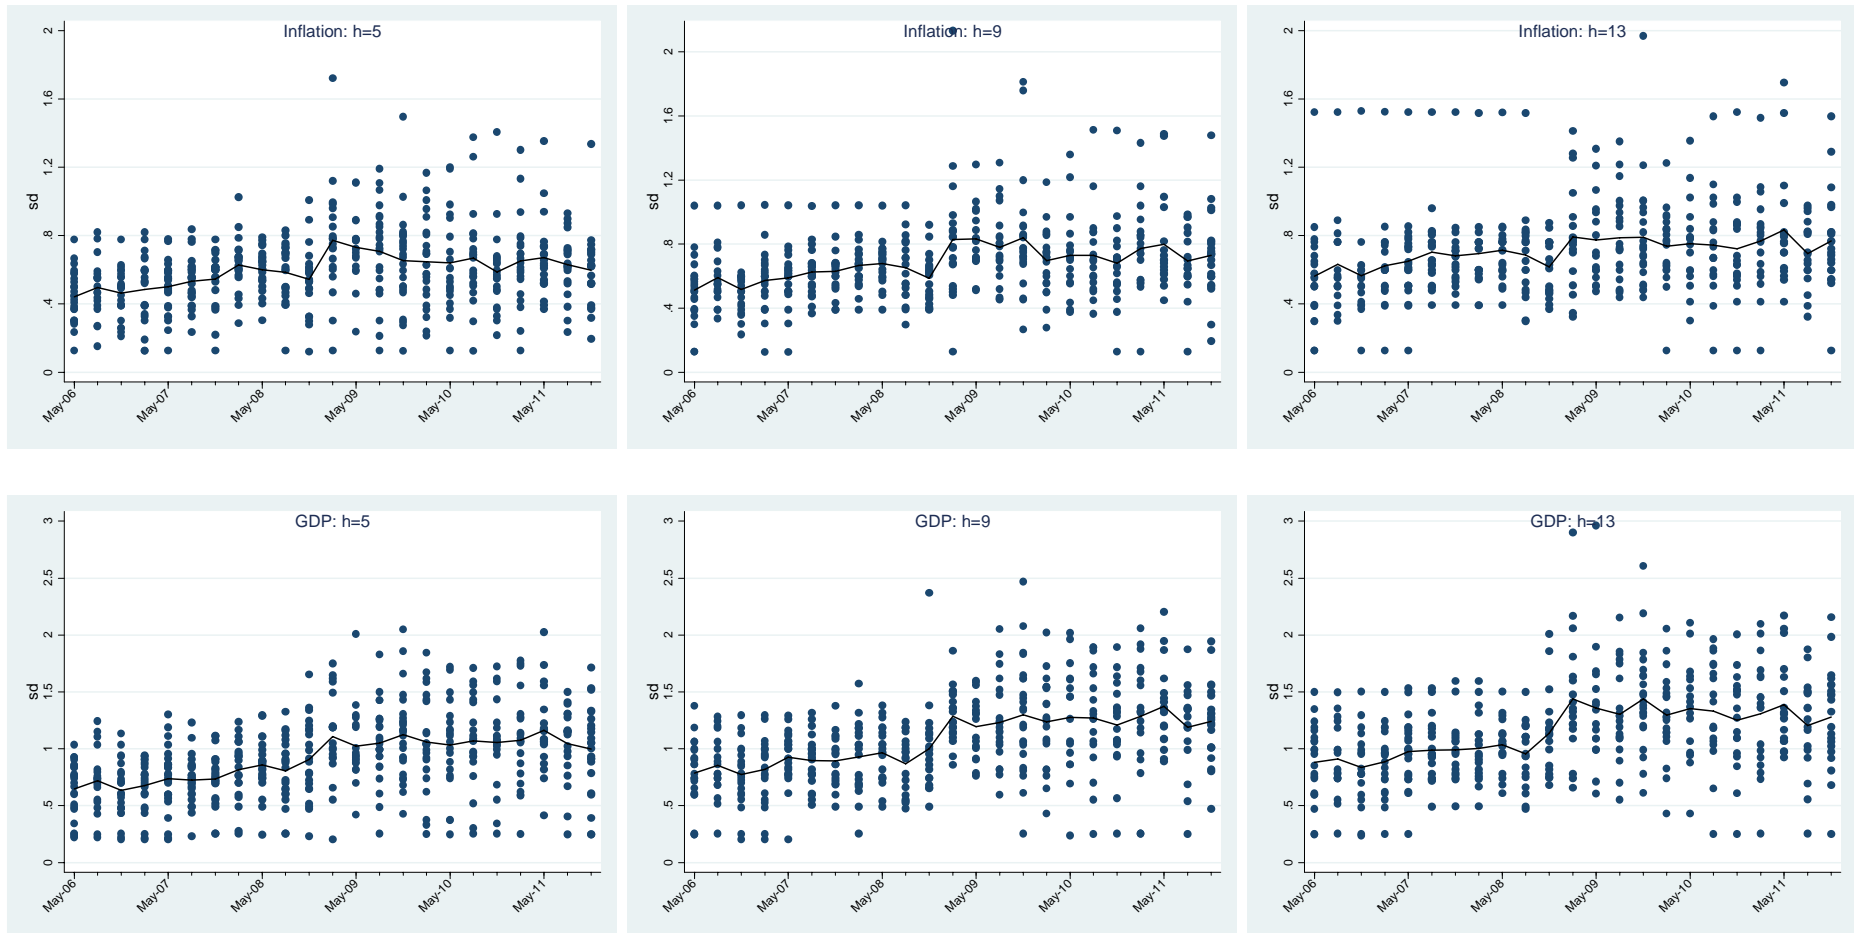 Inflation: h=5
sd
2
1.6
1.2
.8
.4
0
May-06
May-07
May-08
May-09
May-10
May-11
Inflation: h=9
sd
2
1.6
1.2
.8
.4
0
May-06
May-07
May-08
May-09
May-10
May-11
Inflation: h=13
sd
2
1.6
1.2
.8
.4
0
May-06
May-07
May-08
May-09
May-10
May-11
GDP: h=5
sd
3
2.5
2
1.5
1
.5
0
May-06
May-07
May-08
May-09
May-10
May-11
GDP: h=9
sd
3
2.5
2
1.5
1
.5
0
May-06
May-07
May-08
May-09
May-10
May-11
GDP: h=13
sd
3
2.5
2
1.5
1
.5
0
May-06
May-07
May-08
May-09
May-10
May-11